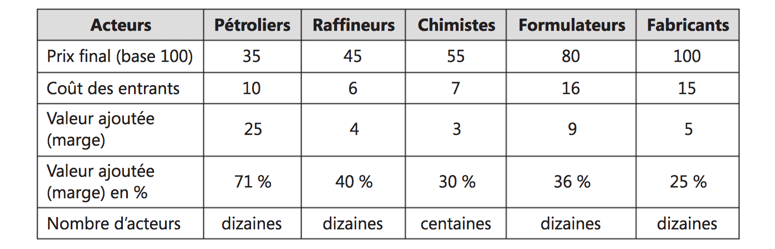 Acteurs Pétroliers Raffineurs Chimistes Formulateurs Fabricants
Prix final (base 100) 35 45 55 80 100
Coût des entrants 10 6 7 16 15
Valeur ajoutée
(marge) 25 4 3 9 5
Valeur ajoutée
(marge) en % 71 % 40 % 30 % 36 % 25 %
Nombre d'acteurs dizaines dizaines centaines dizaines dizaines